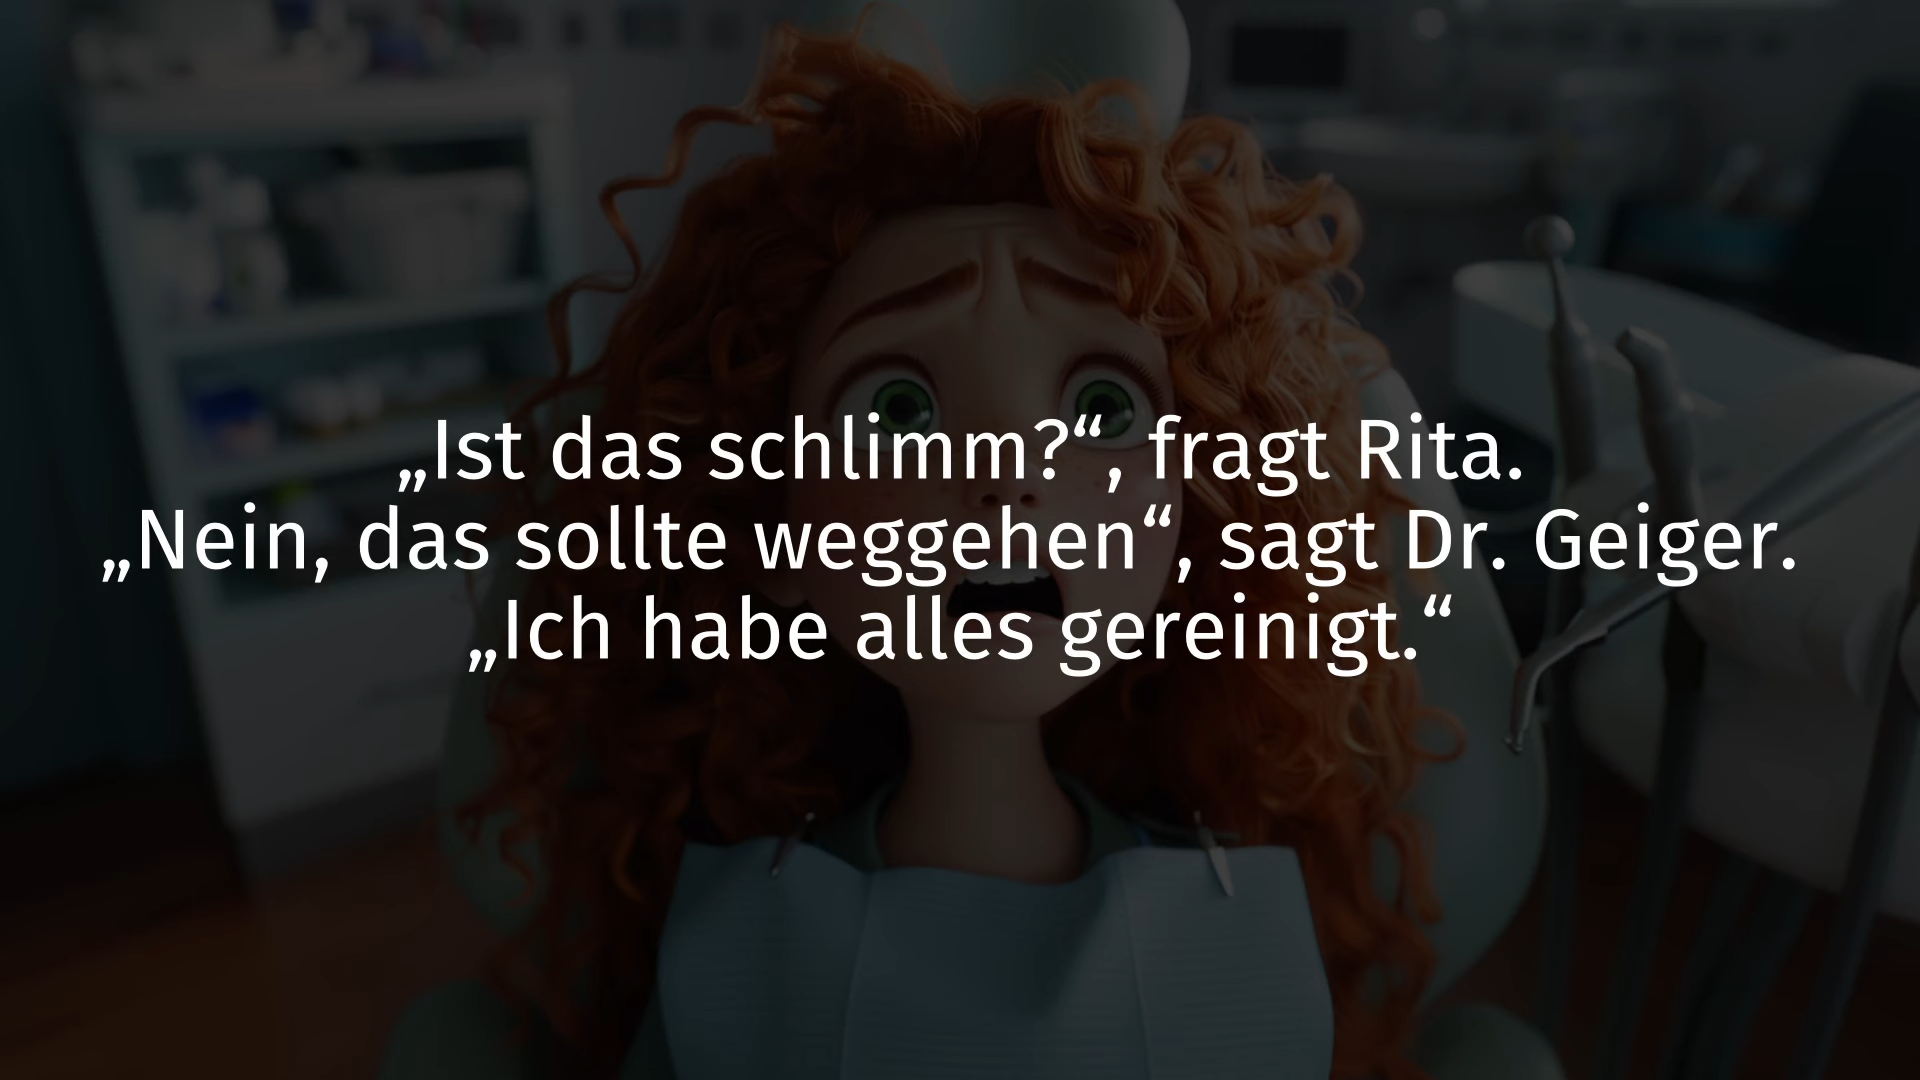 „Ist das schlimm?“, fragt Rita.
„Nein, das sollte weggehen“, sagt Dr. Geiger.
„Ich habe alles gereinigt.“